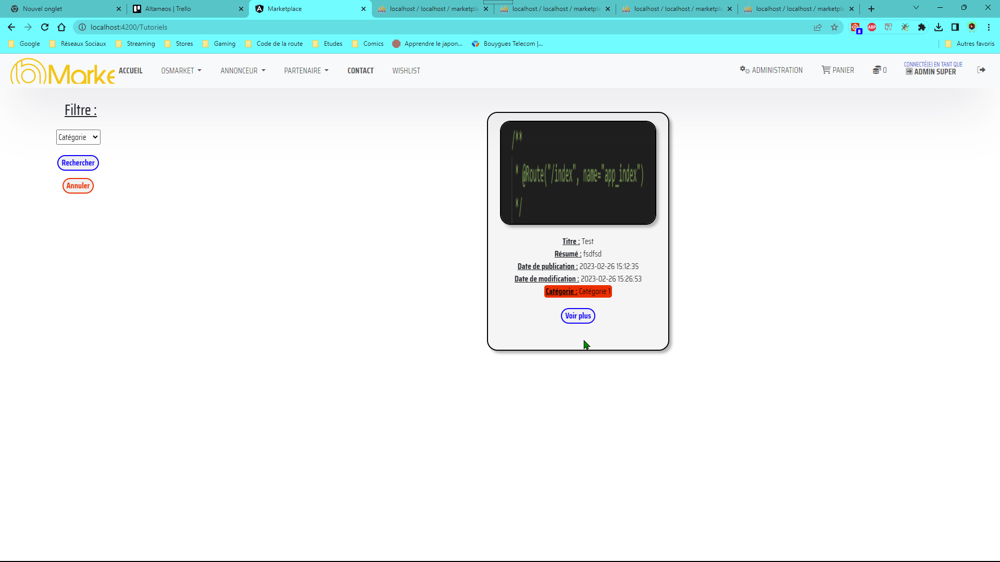 Nouvel onglet
Altameos | Trello
Marketplace
localhost / localhost / marketpla
localhost / localhost / marketpla
localhost / localhost / marketpla
localhost / localhost / marketpla
localhost:4200/Tutoriels
ABP
8
Google
Réseaux Sociaux
Streaming
Stores
Gaming
Code de la route
Etudes
Comics
Apprendre le japon...
Bouygues Telecom |...
Autres favoris
Marke
ACCUEIL
OSMARKET
ANNONCEUR
PARTENAIRE
CONTACT
WISHLIST
ADMINISTRATION
PANIER
0
CONNECTÉ(E) EN TANT QUE
ADMIN SUPER
Filtre :
Catégorie
Rechercher
Annuler
/**
* @Route("/index", name="app_index")
*/
Titre : Test
Résumé : fsdfsd
Date de publication : 2023-02-26 15:12:35
Date de modification : 2023-02-26 15:26:53
Catégorie : Catégorie 1
Voir plus